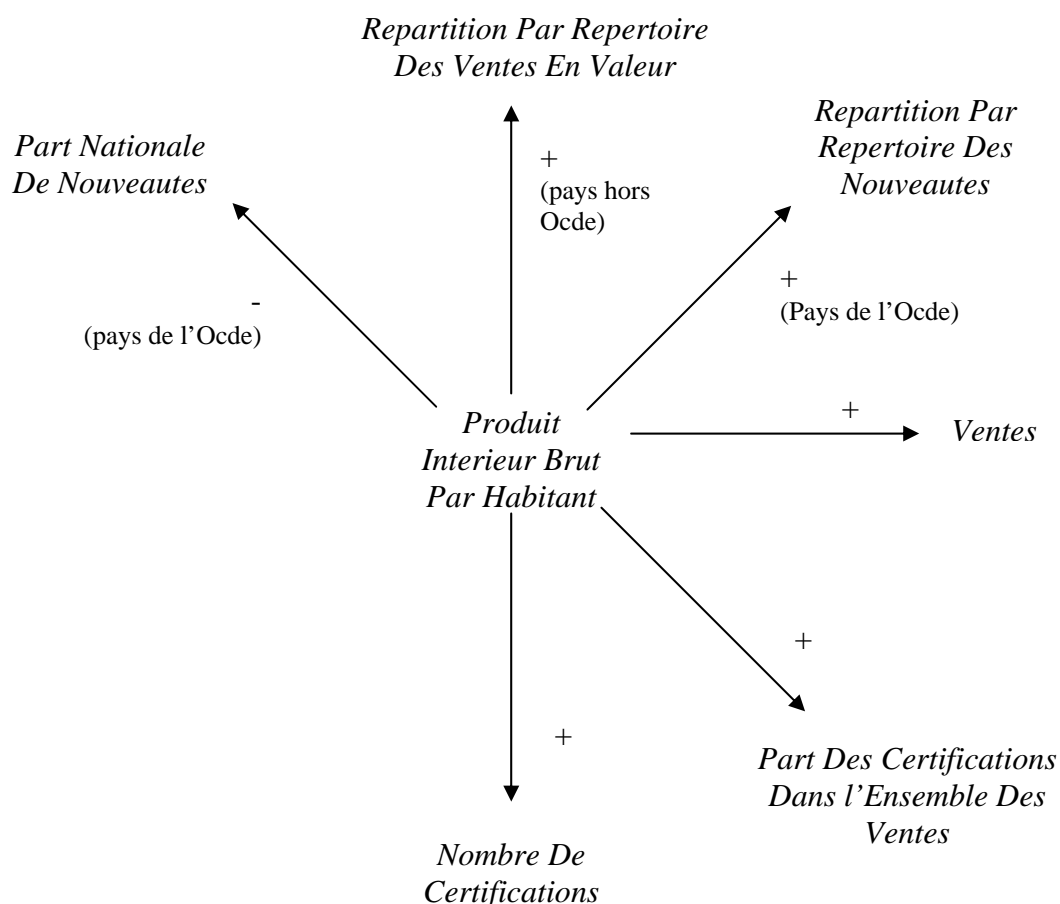 Repartition Par Repertoire
Des Ventes En Valeur
Part Nationale
De Nouveautes
+
(pays hors
Ocde)
Repartition Par
Repertoire Des
Nouveautes
-
(pays de l’Ocde)
+
(Pays de l’Ocde)
Produit
Interieur Brut
Par Habitant
+
Ventes
+
Part Des Certifications
Dans l’Ensemble Des
Ventes
+
Nombre De
Certifications